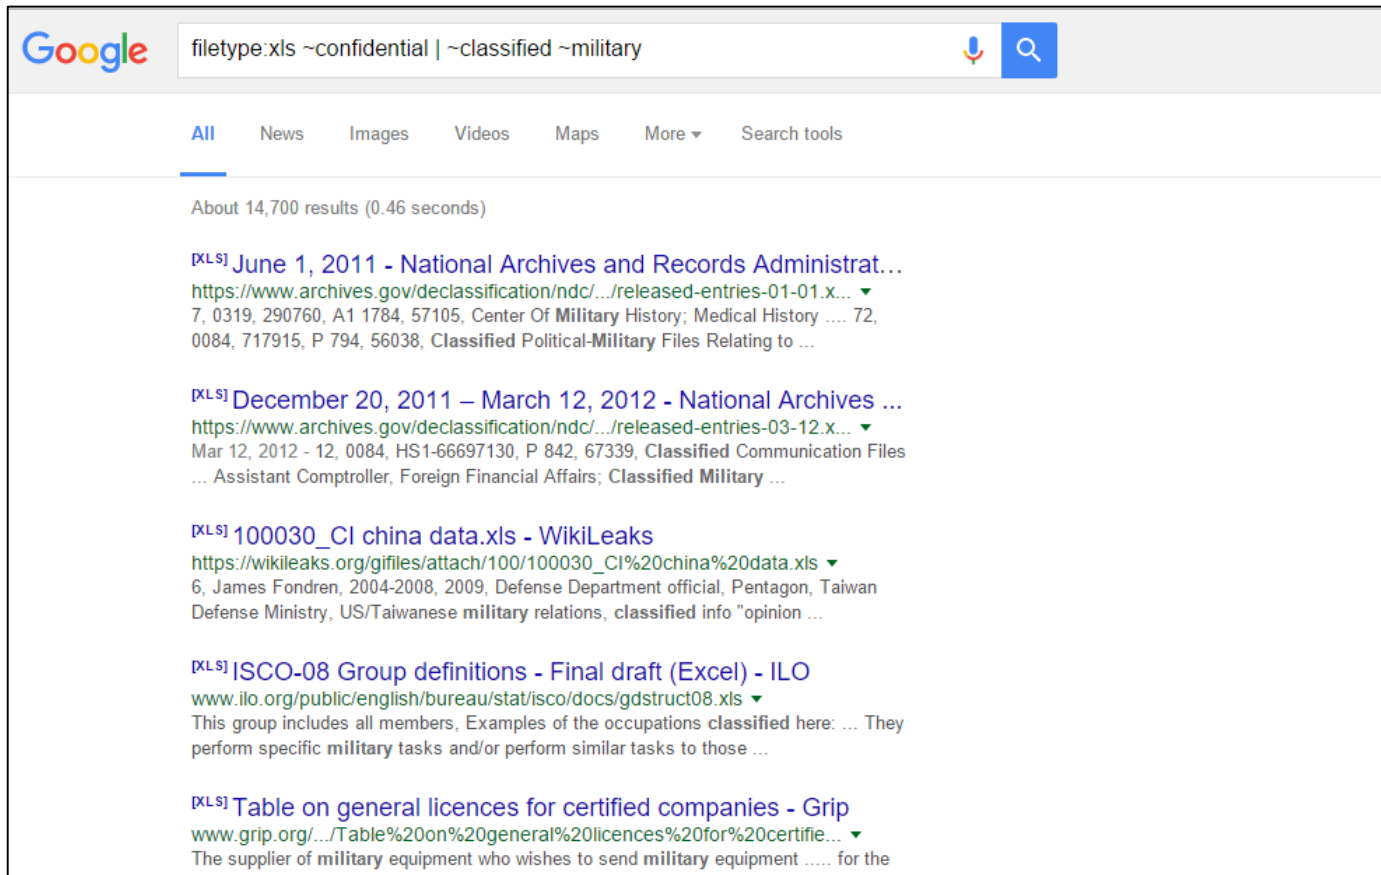 Google
filetype:xls ~confidential | ~classified ~military
All News Images Videos Maps More Search tools
About 14,700 results (0.46 seconds)
[XLS] June 1, 2011 - National Archives and Records Administrat...
https://www.archives.gov/declassification/ndc/.../released-entries-01-01.x...
7, 0319, 290760, A1 1784, 57105, Center Of Military History; Medical History .... 72,
0084, 717915, P 794, 56038, Classified Political-Military Files Relating to ...
[XLS] December 20, 2011 – March 12, 2012 - National Archives ...
https://www.archives.gov/declassification/ndc/.../released-entries-03-12.x...
Mar 12, 2012 - 12, 0084, HS1-66697130, P 842, 67339, Classified Communication Files
... Assistant Comptroller, Foreign Financial Affairs; Classified Military ...
[XLS] 100030_CI china data.xls - WikiLeaks
https://wikileaks.org/gifiles/attach/100/100030_CI%20china%20data.xls
6, James Fondren, 2004-2008, 2009, Defense Department official, Pentagon, Taiwan
Defense Ministry, US/Taiwanese military relations, classified info "opinion ...
[XLS] ISCO-08 Group definitions - Final draft (Excel) - ILO
www.ilo.org/public/english/bureau/stat/isco/docs/gdstruct08.xls
This group includes all members, Examples of the occupations classified here: ... They
perform specific military tasks and/or perform similar tasks to those ...
[XLS] Table on general licences for certified companies - Grip
www.grip.org/.../Table%20on%20general%20licences%20for%20certifie...
The supplier of military equipment who wishes to send military equipment ..... for the